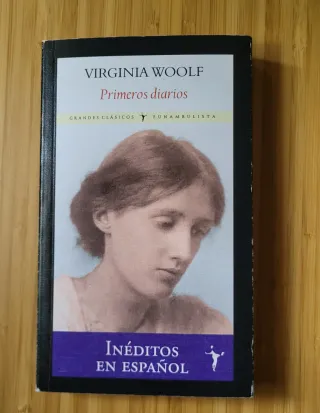 VIRGINIA WOOLF
Primeros diarios
GRANDES CLÁSICOS FUNAMBULISTA
INÉDITOS
EN ESPAÑOL